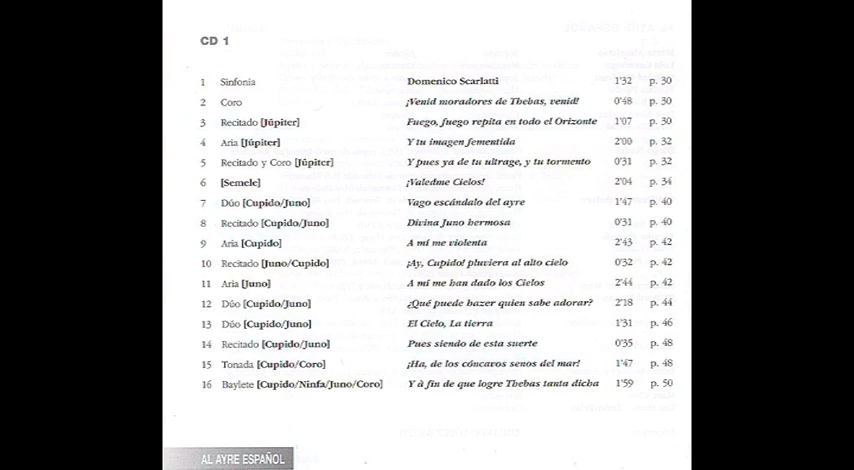 CD 1
1 Sinfonia Domenico Scarlatti 1'32 p. 30
2 Coro ¡Venid moradores de Thebas, venid! 0'48 p. 30
3 Recitado [Júpiter] Fuego, fuego repita en todo el Orizonte 1'07 p. 30
4 Aria [Júpiter] Y tu imagen fementida 2'00 p. 32
5 Recitado y Coro [Júpiter] Y pues ya de tu ultrage, y tu tormento 0'31 p. 32
6 [Semele] ¡Valedme Cielos! 2'04 p. 34
7 Dúo [Cupido/Juno] Vago escándalo del ayre 1'47 p. 40
8 Recitado [Cupido/Juno] Divina Juno hermosa 0'31 p. 40
9 Aria [Cupido] A mí me violenta 2'43 p. 42
10 Recitado [Juno/Cupido] ¡Ay, Cupido! pluviera al alto cielo 0'32 p. 42
11 Aria [Juno] A mí me han dado los Cielos 2'44 p. 42
12 Dúo [Cupido/Juno] ¿Qué puede hazer quien sabe adorar? 2'18 p. 44
13 Dúo [Cupido/Juno] El Cielo, La tierra 1'31 p. 46
14 Recitado [Cupido/Juno] Pues siendo de esta suerte 0'35 p. 48
15 Tonada [Cupido/Coro] ¡Ha, de los cóncavos senos del mar! 1'47 p. 48
16 Baylete [Cupido/Ninfa/Juno/Coro] Y à fin de que logre Thebas tanta dicha 1'59 p. 50
AL AYRE ESPAÑOL